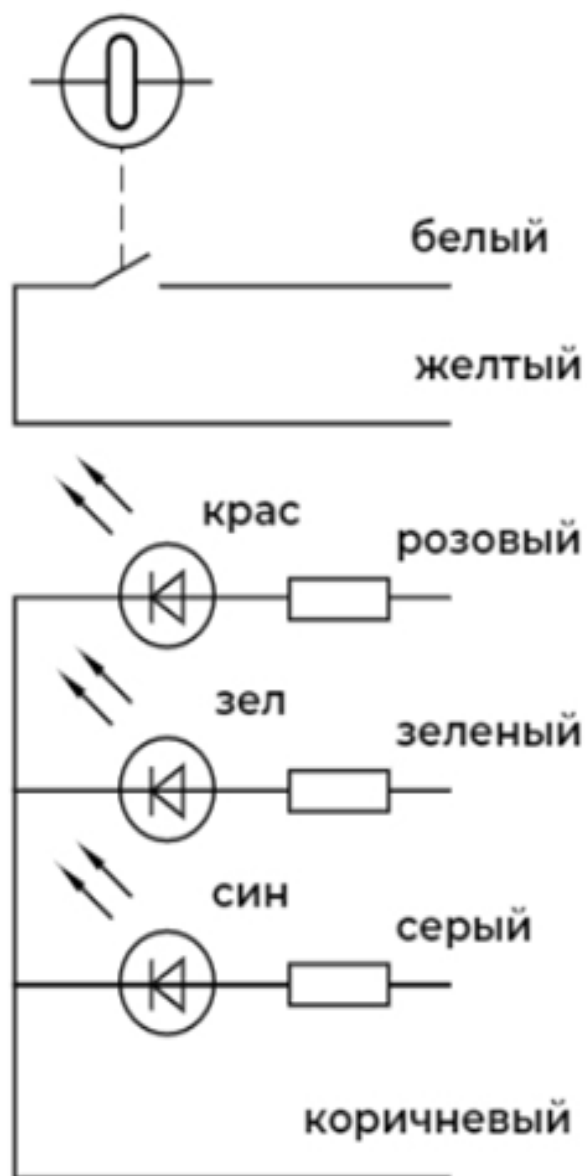 белый
желтый
крас
розовый
зел
зеленый
син
серый
коричневый